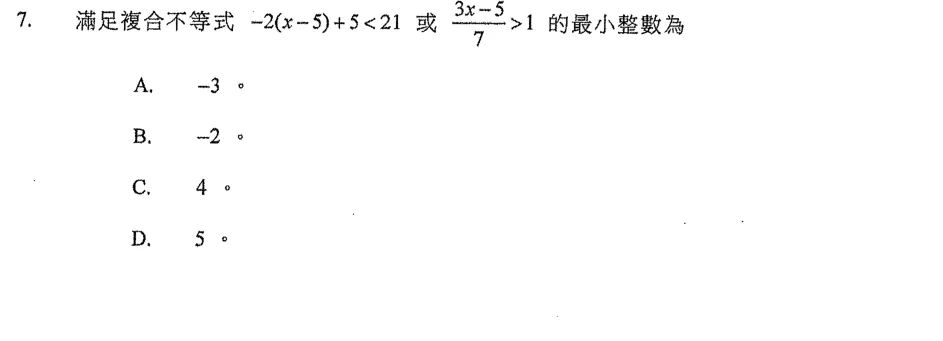 7. 滿足複合不等式 −2(x−5)+5<21 或 (3x−5)/7>1 的最小整數為
A. −3 。
B. −2 。
C. 4 。
D. 5 。